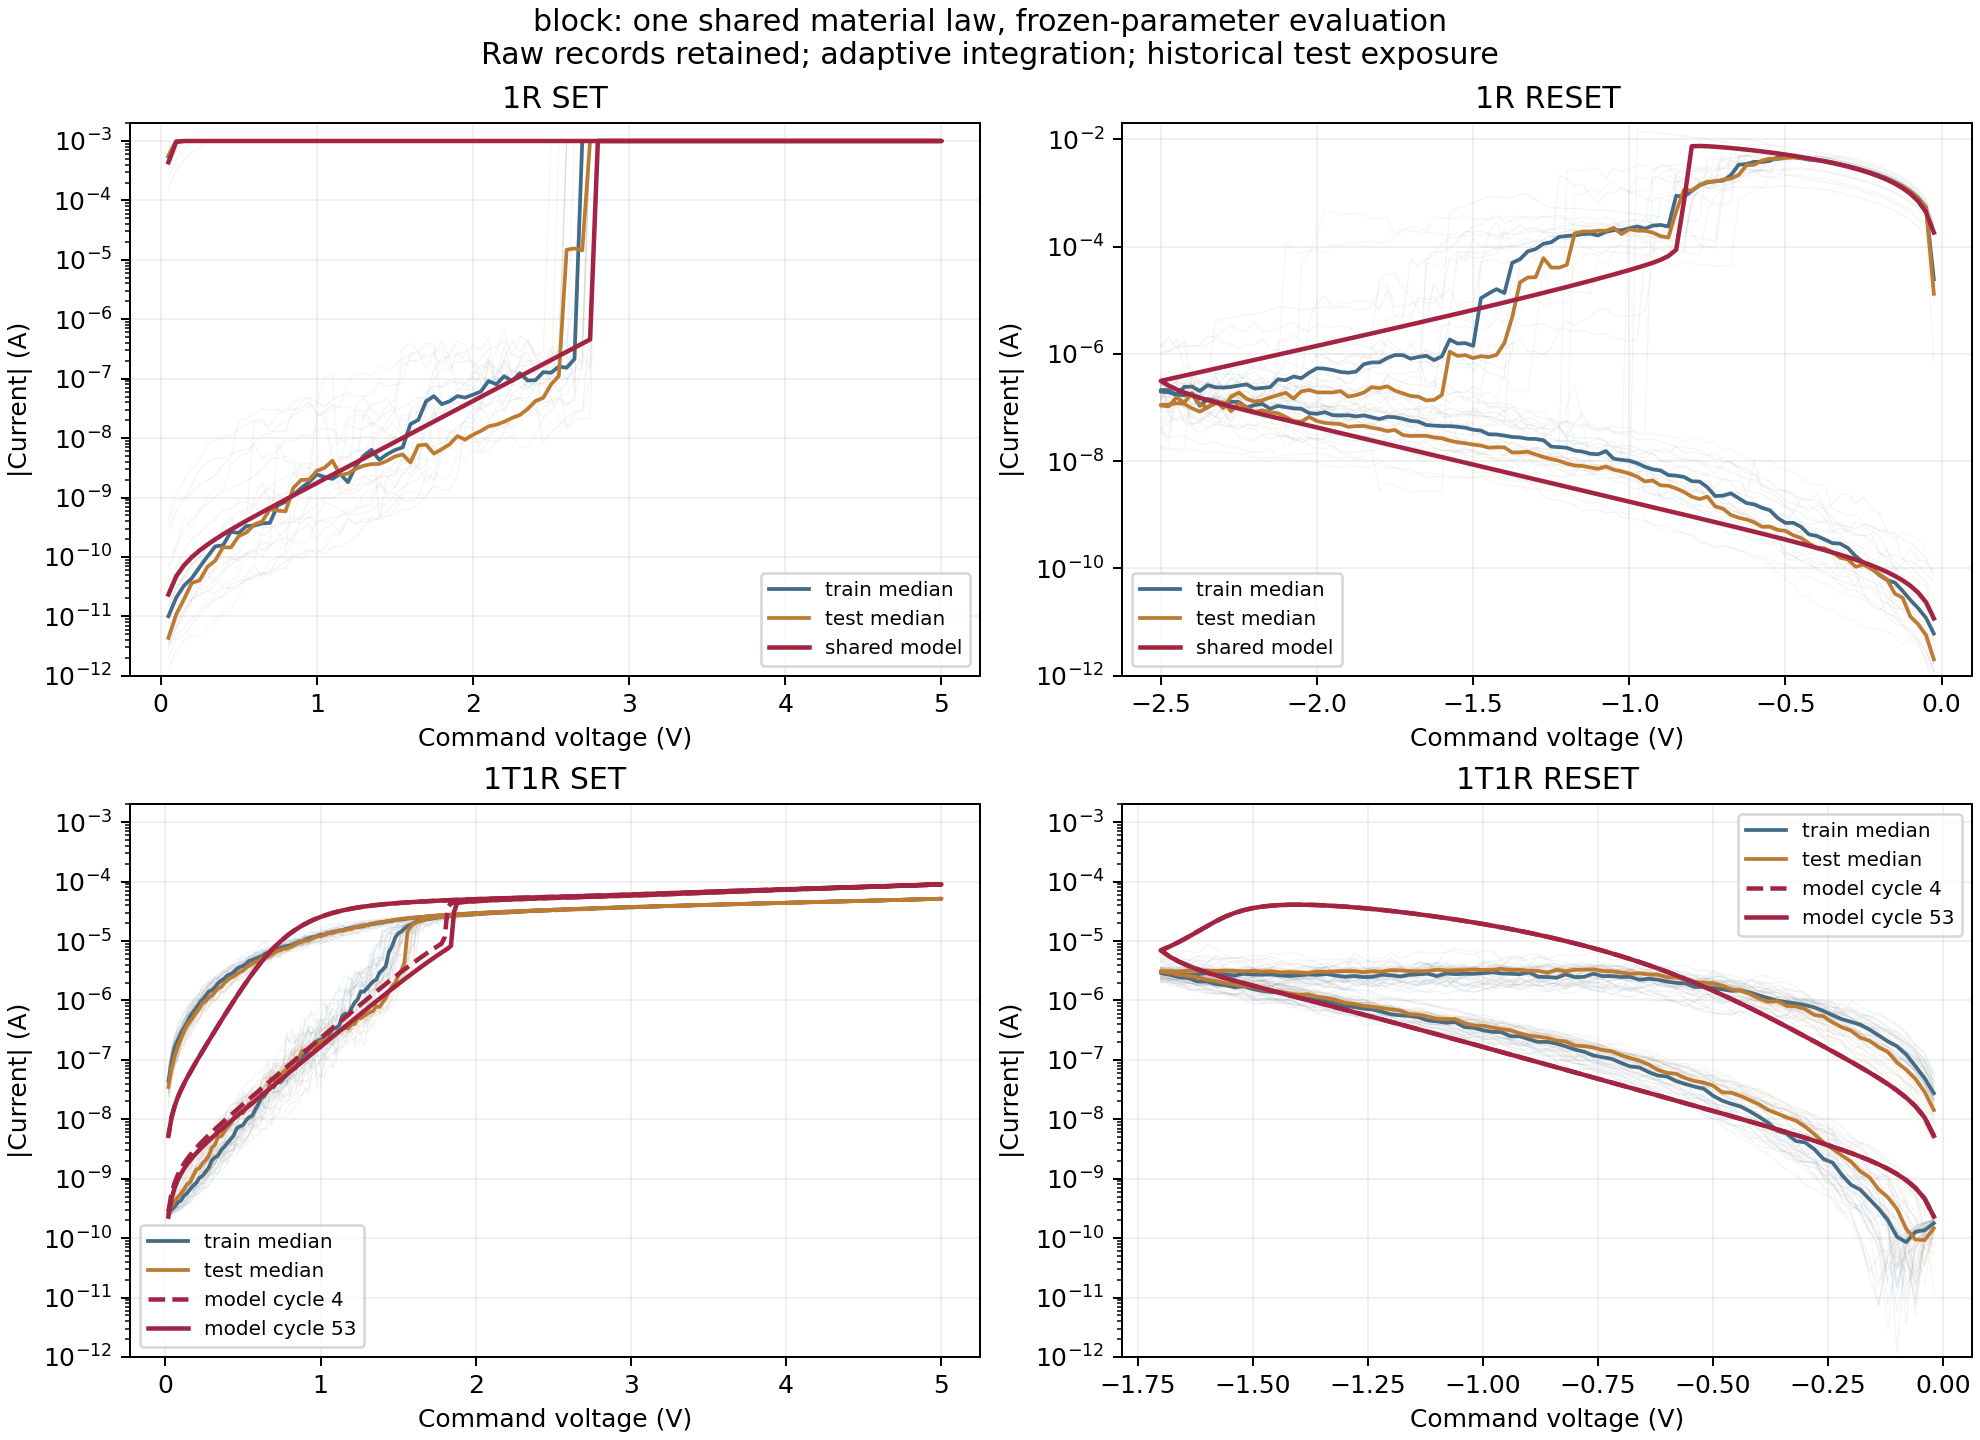 block: one shared material law, frozen-parameter evaluation
Raw records retained; adaptive integration; historical test exposure
1R SET
10⁻³
10⁻⁴
10⁻⁵
10⁻⁶
10⁻⁷
10⁻⁸
10⁻⁹
10⁻¹⁰
10⁻¹¹
10⁻¹²
|Current| (A)
train median
test median
shared model
0 1 2 3 4 5
Command voltage (V)
1R RESET
10⁻²
10⁻⁴
10⁻⁶
10⁻⁸
10⁻¹⁰
10⁻¹²
|Current| (A)
train median
test median
shared model
−2.5 −2.0 −1.5 −1.0 −0.5 0.0
Command voltage (V)
1T1R SET
10⁻³
10⁻⁴
10⁻⁵
10⁻⁶
10⁻⁷
10⁻⁸
10⁻⁹
10⁻¹⁰
10⁻¹¹
10⁻¹²
|Current| (A)
train median
test median
model cycle 4
model cycle 53
0 1 2 3 4 5
Command voltage (V)
1T1R RESET
10⁻³
10⁻⁴
10⁻⁵
10⁻⁶
10⁻⁷
10⁻⁸
10⁻⁹
10⁻¹⁰
10⁻¹¹
10⁻¹²
|Current| (A)
train median
test median
model cycle 4
model cycle 53
−1.75 −1.50 −1.25 −1.00 −0.75 −0.50 −0.25 0.00
Command voltage (V)